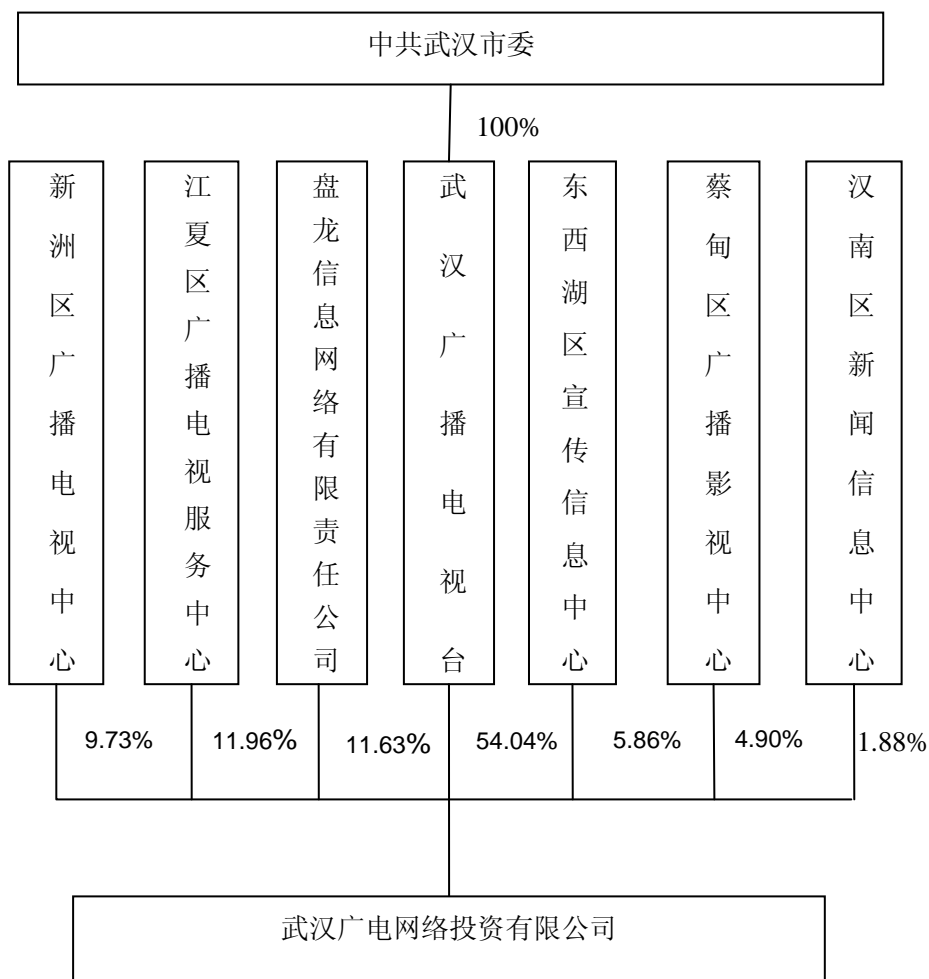 中共武汉市委
100%
新洲区广播电视中心
江夏区广播电视服务中心
盘龙信息网络有限责任公司
武汉广播电视台
东西湖区宣传信息中心
蔡甸区广播影视中心
汉南区新闻信息中心
9.73%
11.96%
11.63%
54.04%
5.86%
4.90%
1.88%
武汉广电网络投资有限公司